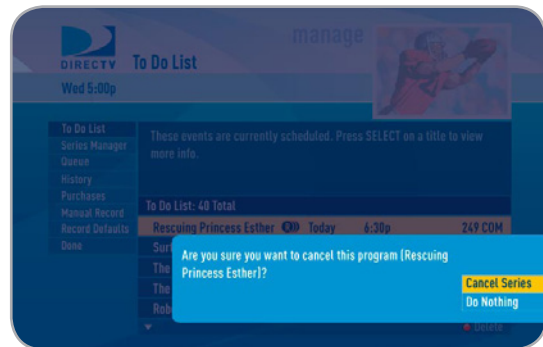 manage
DIRECTV
To Do List
Wed 5:00p
To Do List
Series Manager
Queue
History
Purchases
Manual Record
Record Defaults
Done
These events are currently scheduled. Press SELECT on a title to view
more info.
To Do List: 40 Total
Rescuing Princess Esther Today 6:30p 249 COM
The
The
Are you sure you want to cancel this program (Rescuing
Princess Esther)?
Cancel Series
Do Nothing
Delete